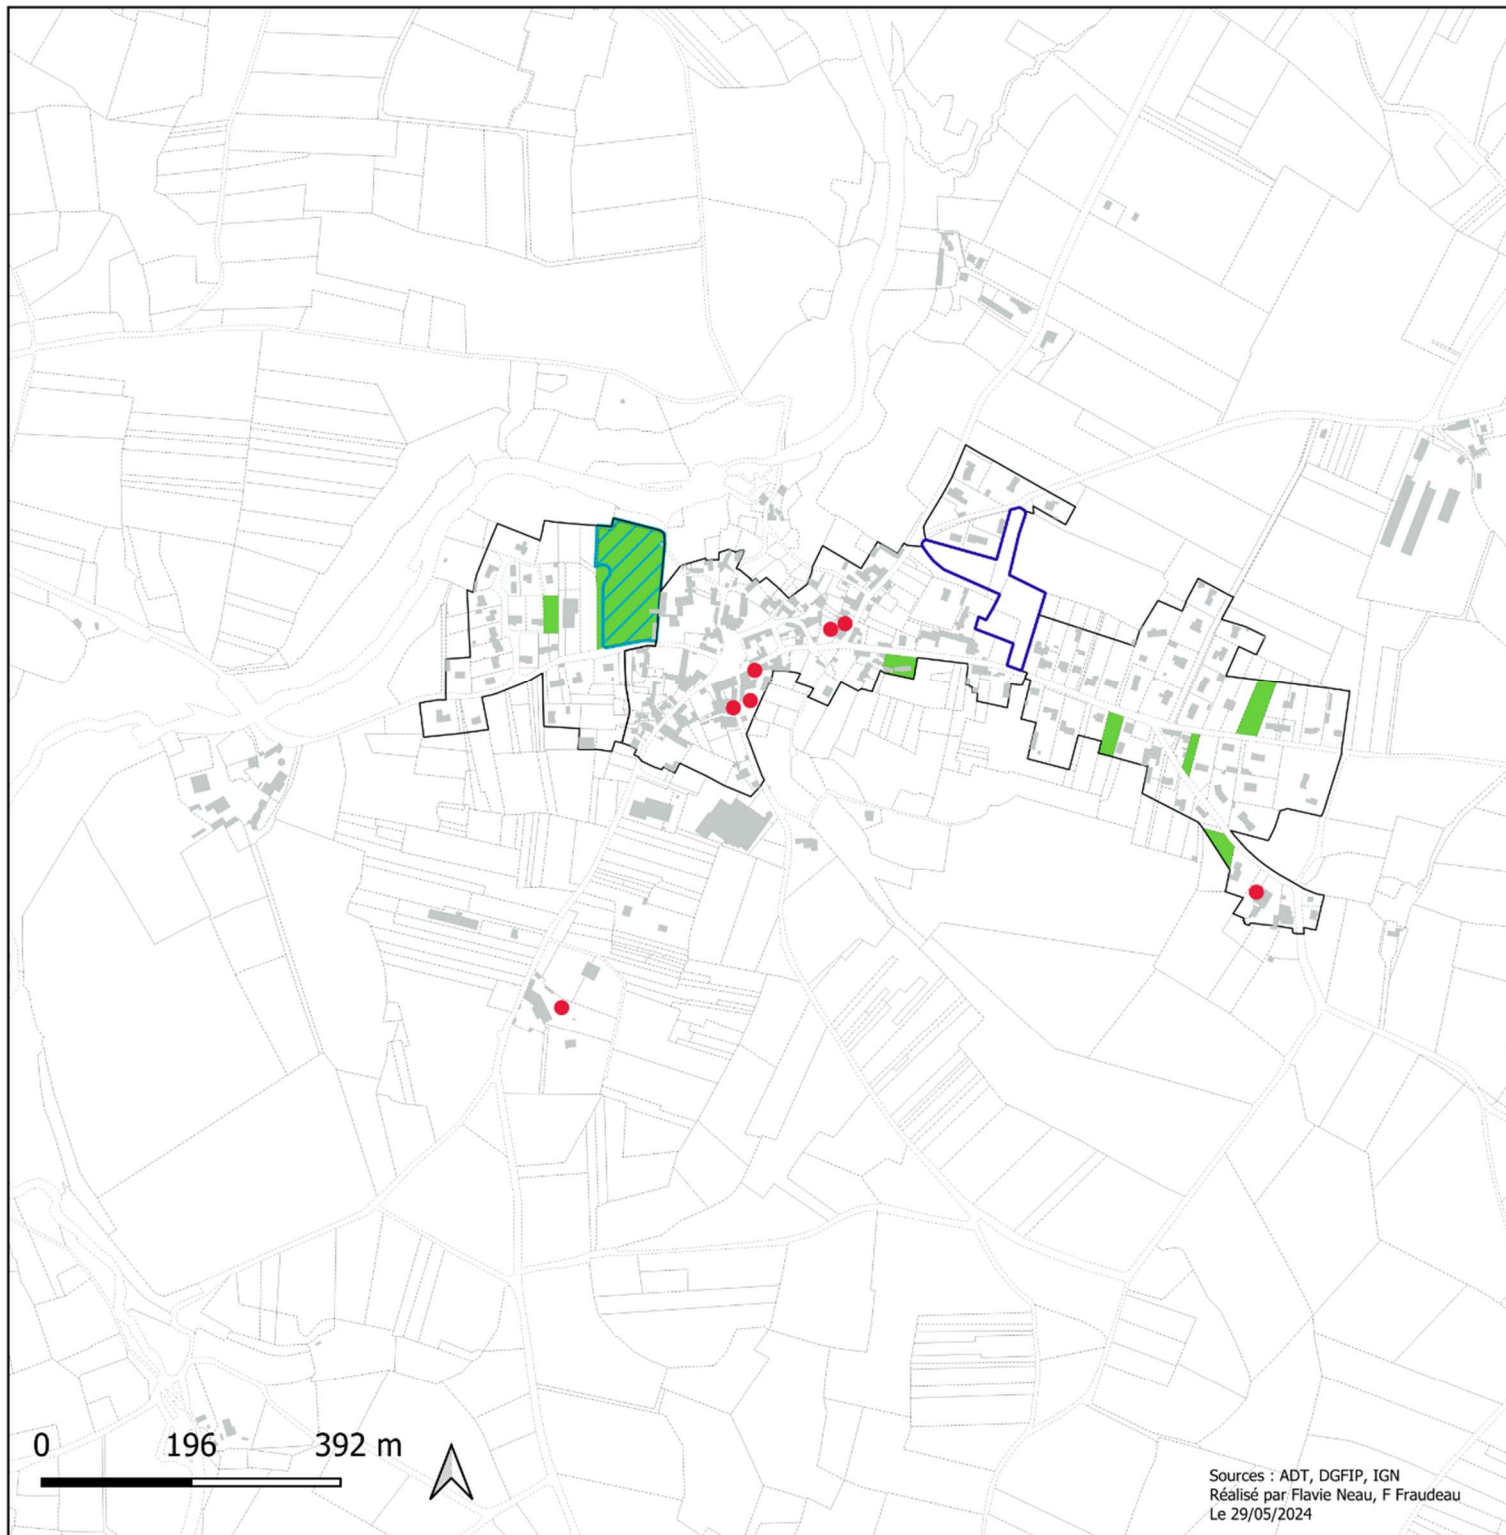 0 196 392 m
Sources : ADT, DGFIP, IGN
Réalisé par Flavie Neau, F Fraudeau
Le 29/05/2024